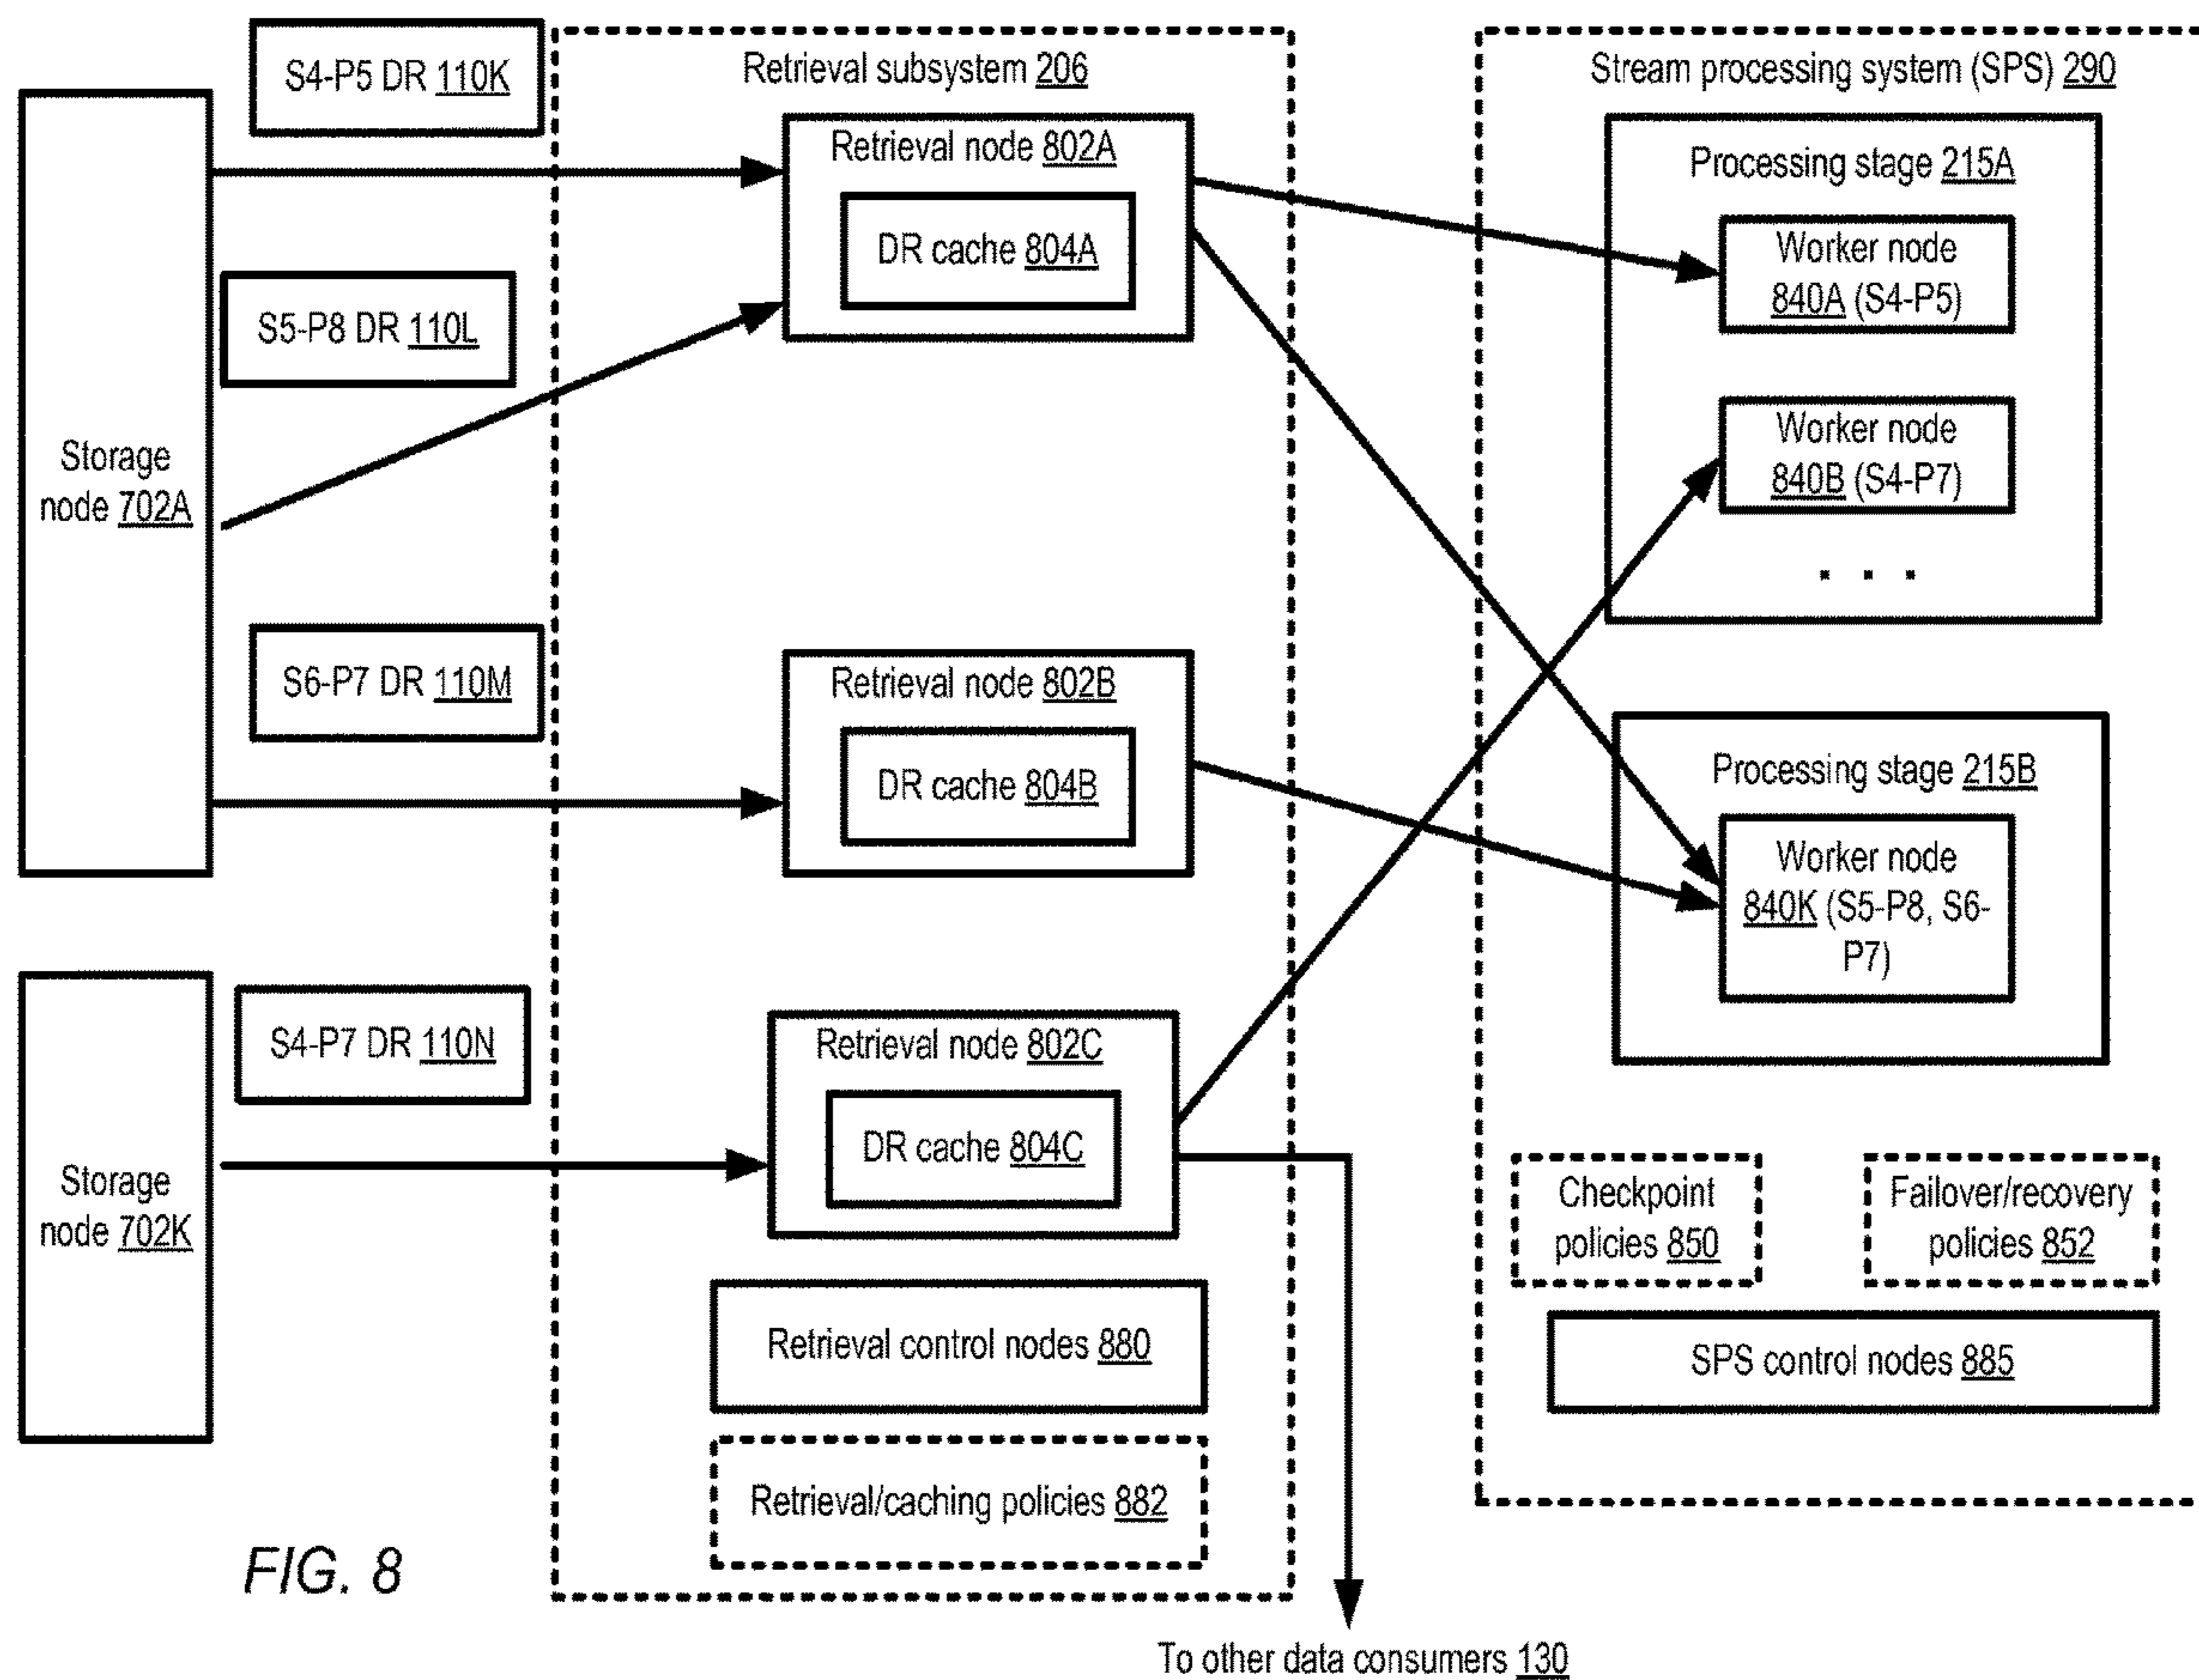 S4-P5 DR 110K
Retrieval subsystem 206
Stream processing system (SPS) 290
Retrieval node 802A
DR cache 804A
Processing stage 215A
Worker node
840A (S4-P5)
S5-P8 DR 110L
Worker node
840B (S4-P7)
. . .
Storage
node 702A
S6-P7 DR 110M
Retrieval node 802B
DR cache 804B
Processing stage 215B
Worker node
840K (S5-P8, S6-
P7)
S4-P7 DR 110N
Retrieval node 802C
DR cache 804C
Storage
node 702K
Checkpoint
policies 850
Failover/recovery
policies 852
Retrieval control nodes 880
SPS control nodes 885
Retrieval/caching policies 882
FIG. 8
To other data consumers 130